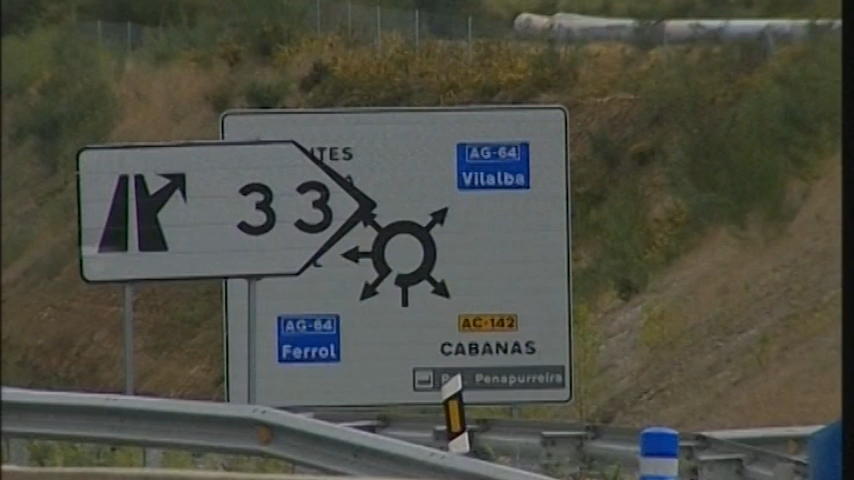 33
AG-64
Vilalba
AG-64
Ferrol
AC-142
CABANAS
Penapurreira